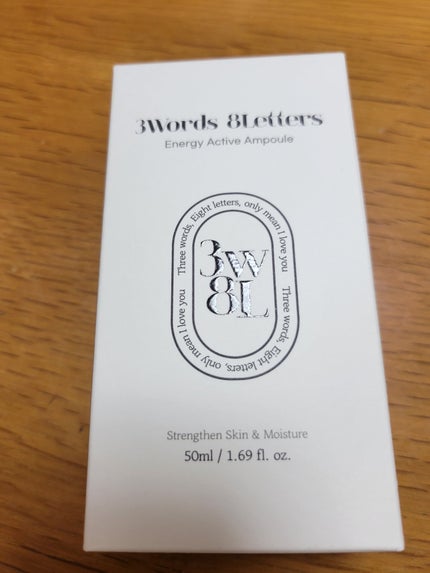 3Words 8Letters
Energy Active Ampoule
Three words, Eight letters, only mean I love you
Three words, Eight letters, only mean I love you
3W
8L
Strengthen Skin & Moisture
50ml / 1.69 fl. oz.